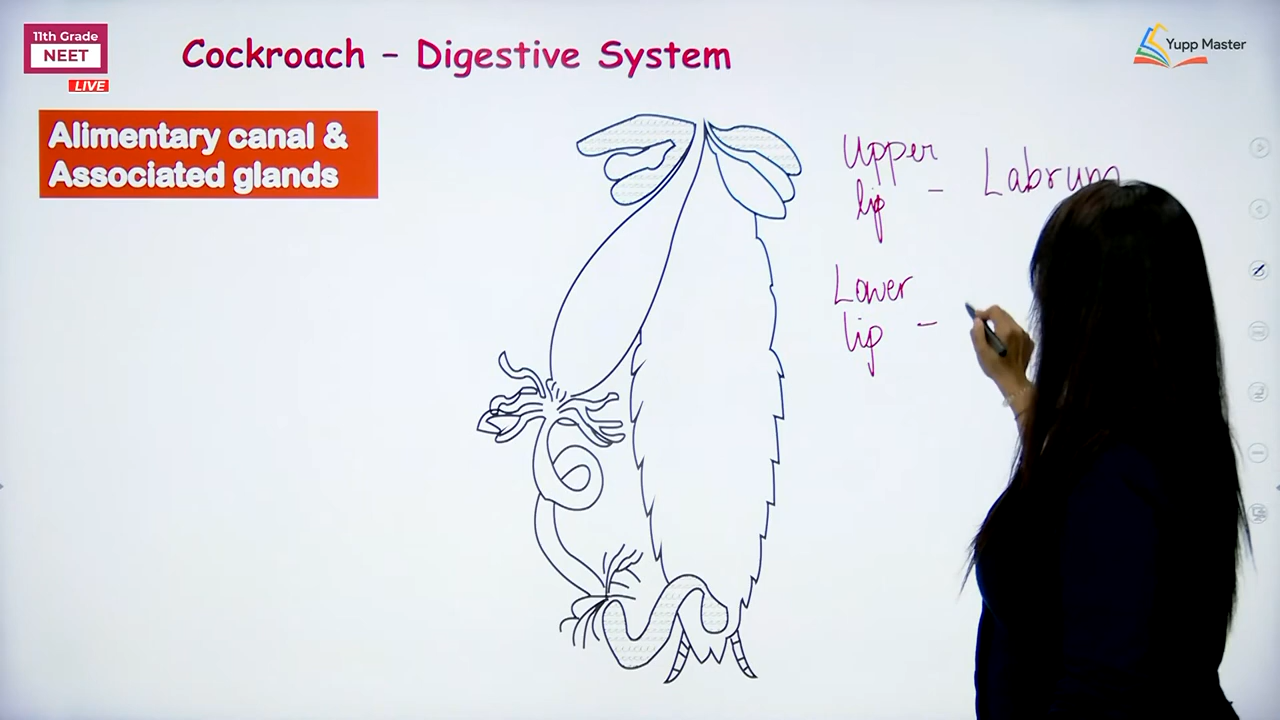 11th Grade
NEET
LIVE
Cockroach – Digestive System
Yupp Master
Alimentary canal &
Associated glands
Upper
lip – Labrum
Lower
lip –